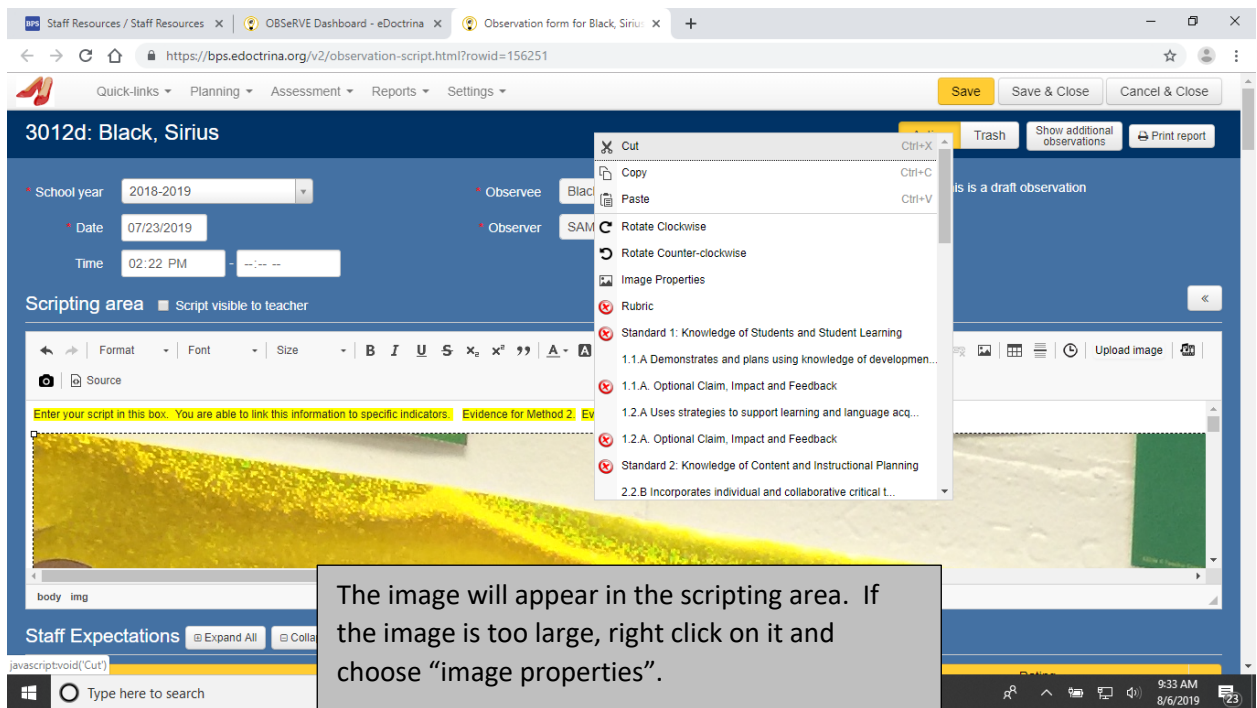 BPS Staff Resources / Staff Resources
OBSeRVE Dashboard - eDoctrina
Observation form for Black, Sirius
https://bps.edoctrina.org/v2/observation-script.html?rowid=156251
Quick-links Planning Assessment Reports Settings
Save Save & Close Cancel & Close
3012d: Black, Sirius
Trash Show additional observations Print report
* School year 2018-2019
* Observee
is is a draft observation
* Date 07/23/2019
* Observer SAM
Time 02:22 PM - --:-- --
Scripting area Script visible to teacher
«
Format Font Size B I U S x₂ x² A A
Upload image
Source
Enter your script in this box. You are able to link this information to specific indicators. Evidence for Method 2. Ev
Cut Ctrl+X
Copy Ctrl+C
Paste Ctrl+V
Rotate Clockwise
Rotate Counter-clockwise
Image Properties
Rubric
Standard 1: Knowledge of Students and Student Learning
1.1.A Demonstrates and plans using knowledge of developmen...
1.1.A. Optional Claim, Impact and Feedback
1.2.A Uses strategies to support learning and language acq...
1.2.A. Optional Claim, Impact and Feedback
Standard 2: Knowledge of Content and Instructional Planning
2.2.B Incorporates individual and collaborative critical t...
body img
The image will appear in the scripting area. If
the image is too large, right click on it and
choose “image properties”.
Staff Expectations Expand All
javascript:void('Cut')
Type here to search
9:33 AM
8/6/2019
23